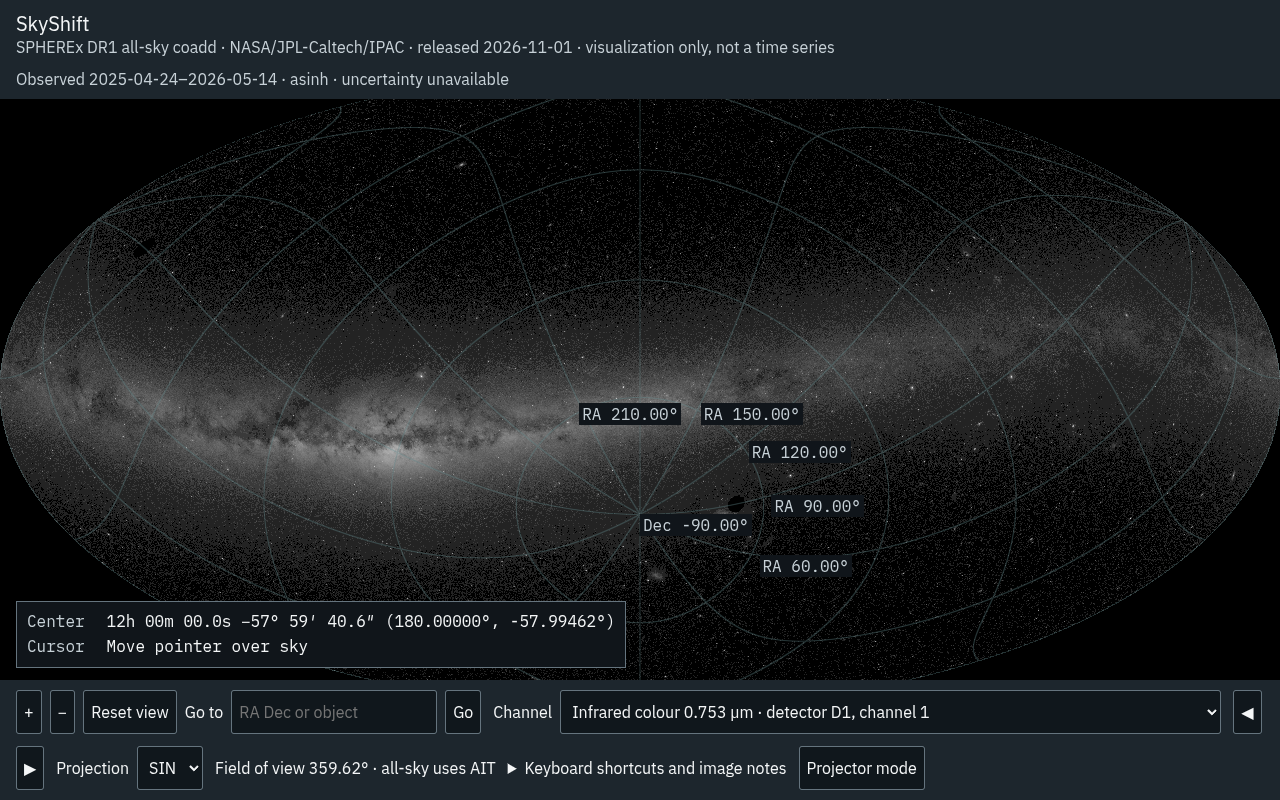 SkyShift
SPHEREx DR1 all-sky coadd · NASA/JPL-Caltech/IPAC · released 2026-11-01 · visualization only, not a time series
Observed 2025-04-24–2026-05-14 · asinh · uncertainty unavailable
RA 210.00° RA 150.00°
RA 120.00°
RA 90.00°
Dec -90.00°
RA 60.00°
Center 12h 00m 00.0s −57° 59′ 40.6″ (180.00000°, -57.99462°)
Cursor Move pointer over sky
+ − Reset view Go to RA Dec or object Go Channel Infrared colour 0.753 µm · detector D1, channel 1 ◀
▶ Projection SIN Field of view 359.62° · all-sky uses AIT ▶ Keyboard shortcuts and image notes Projector mode